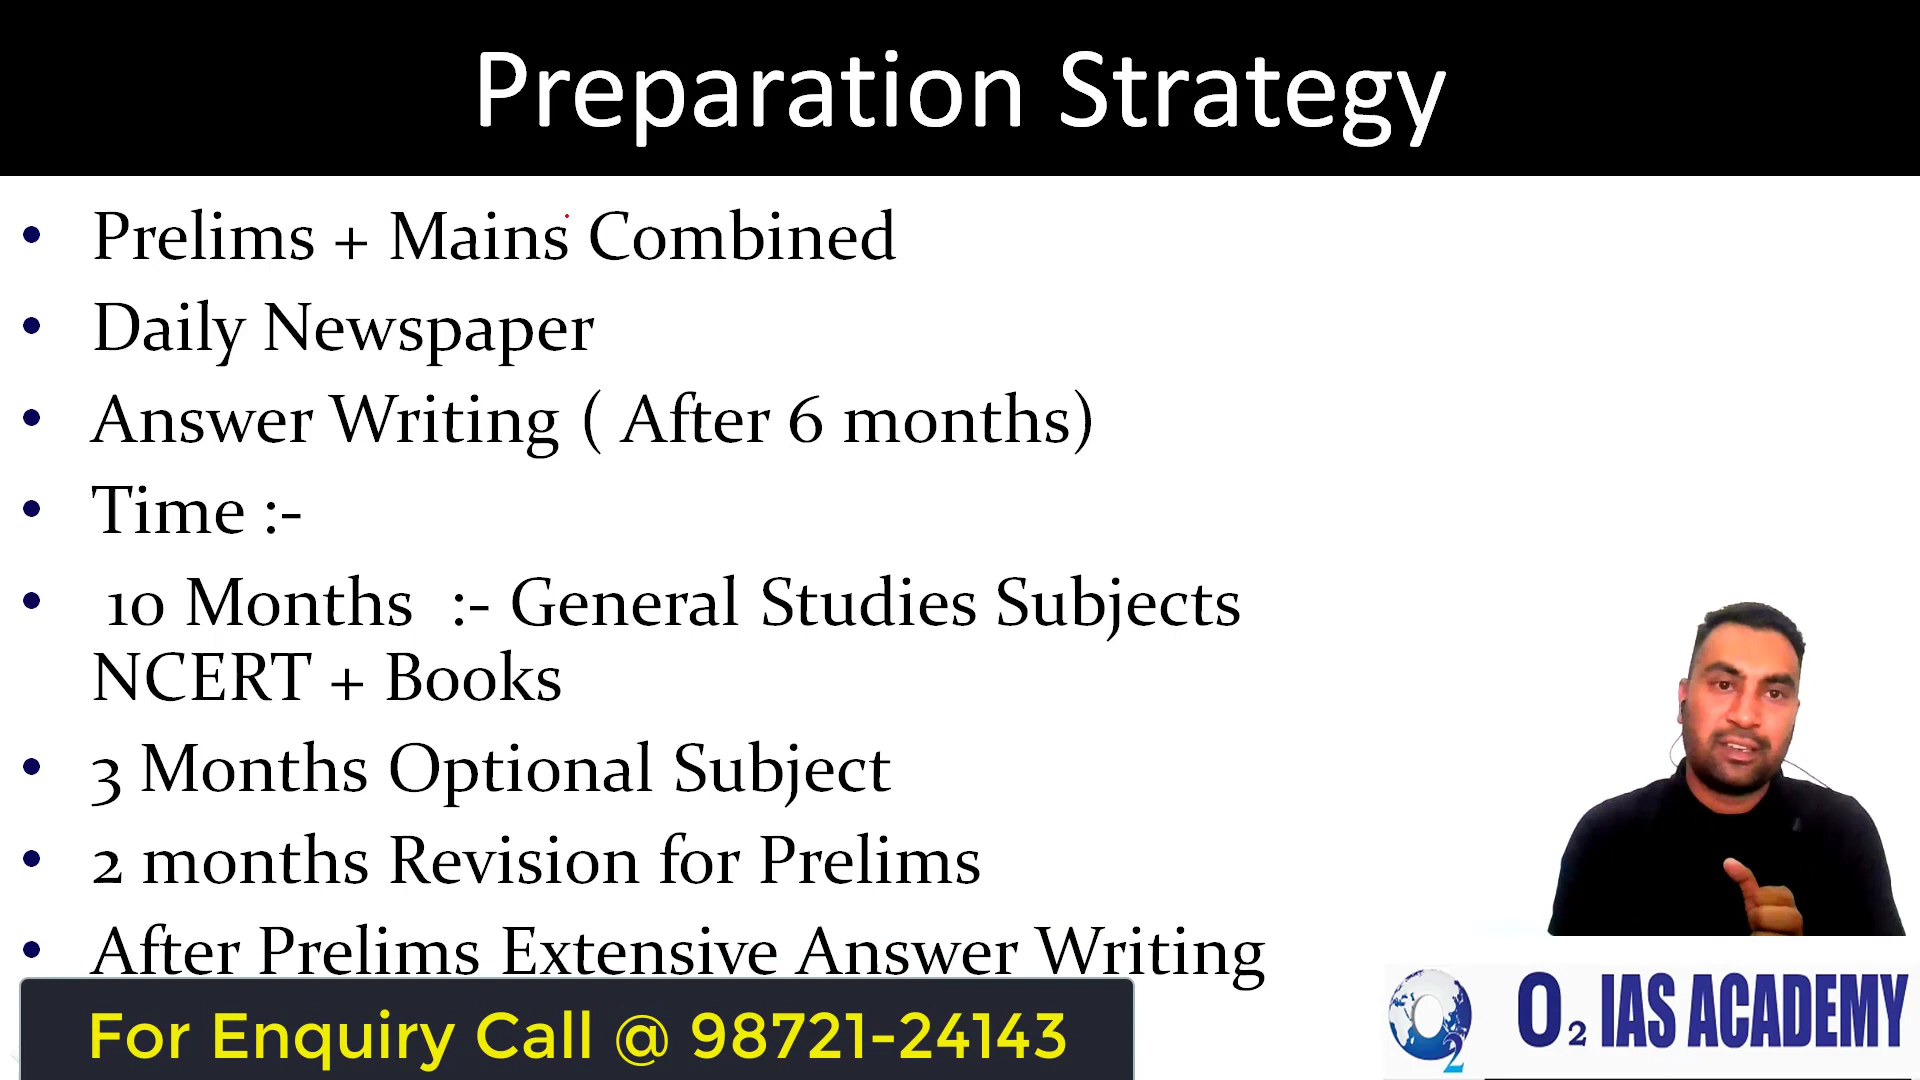 Preparation Strategy
• Prelims + Mains Combined
• Daily Newspaper
• Answer Writing ( After 6 months)
• Time :-
• 10 Months :- General Studies Subjects
NCERT + Books
• 3 Months Optional Subject
• 2 months Revision for Prelims
• After Prelims Extensive Answer Writing
For Enquiry Call @ 98721-24143
O2
O2 IAS ACADEMY